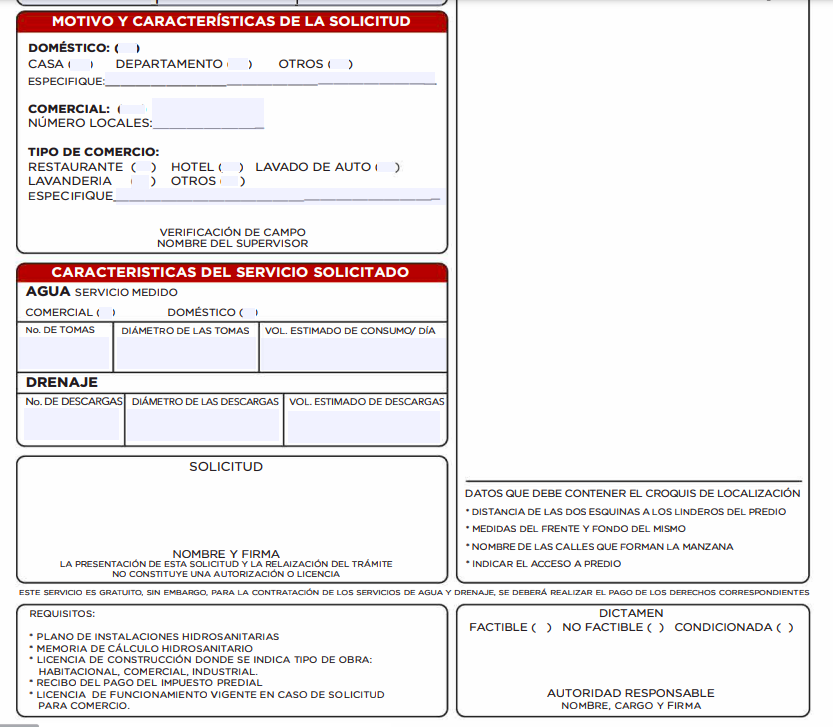 MOTIVO Y CARACTERÍSTICAS DE LA SOLICITUD
DOMÉSTICO: ( )
CASA ( ) DEPARTAMENTO ( ) OTROS ( )
ESPECIFIQUE:
COMERCIAL: (
NÚMERO LOCALES:
TIPO DE COMERCIO:
RESTAURANTE ( ) HOTEL ( ) LAVADO DE AUTO ( )
LAVANDERIA ( ) OTROS ( )
ESPECIFIQUE
VERIFICACIÓN DE CAMPO
NOMBRE DEL SUPERVISOR
CARACTERISTICAS DEL SERVICIO SOLICITADO
AGUA SERVICIO MEDIDO
COMERCIAL ( ) DOMÉSTICO ( )
No. DE TOMAS DIÁMETRO DE LAS TOMAS VOL. ESTIMADO DE CONSUMO/ DÍA
DRENAJE
No. DE DESCARGAS DIÁMETRO DE LAS DESCARGAS VOL. ESTIMADO DE DESCARGAS
SOLICITUD
NOMBRE Y FIRMA
LA PRESENTACIÓN DE ESTA SOLICITUD Y LA RELAIZACIÓN DEL TRÁMITE
NO CONSTITUYE UNA AUTORIZACIÓN O LICENCIA
DATOS QUE DEBE CONTENER EL CROQUIS DE LOCALIZACIÓN
* DISTANCIA DE LAS DOS ESQUINAS A LOS LINDEROS DEL PREDIO
* MEDIDAS DEL FRENTE Y FONDO DEL MISMO
* NOMBRE DE LAS CALLES QUE FORMAN LA MANZANA
* INDICAR EL ACCESO A PREDIO
ESTE SERVICIO ES GRATUITO, SIN EMBARGO, PARA LA CONTRATACIÓN DE LOS SERVICIOS DE AGUA Y DRENAJE, SE DEBERÁ REALIZAR EL PAGO DE LOS DERECHOS CORRESPONDIENTES
REQUISITOS:
* PLANO DE INSTALACIONES HIDROSANITARIAS
* MEMORIA DE CÁLCULO HIDROSANITARIO
* LICENCIA DE CONSTRUCCIÓN DONDE SE INDICA TIPO DE OBRA:
HABITACIONAL, COMERCIAL, INDUSTRIAL.
* RECIBO DEL PAGO DEL IMPUESTO PREDIAL
* LICENCIA DE FUNCIONAMIENTO VIGENTE EN CASO DE SOLICITUD
PARA COMERCIO.
DICTAMEN
FACTIBLE ( ) NO FACTIBLE ( ) CONDICIONADA ( )
AUTORIDAD RESPONSABLE
NOMBRE, CARGO Y FIRMA